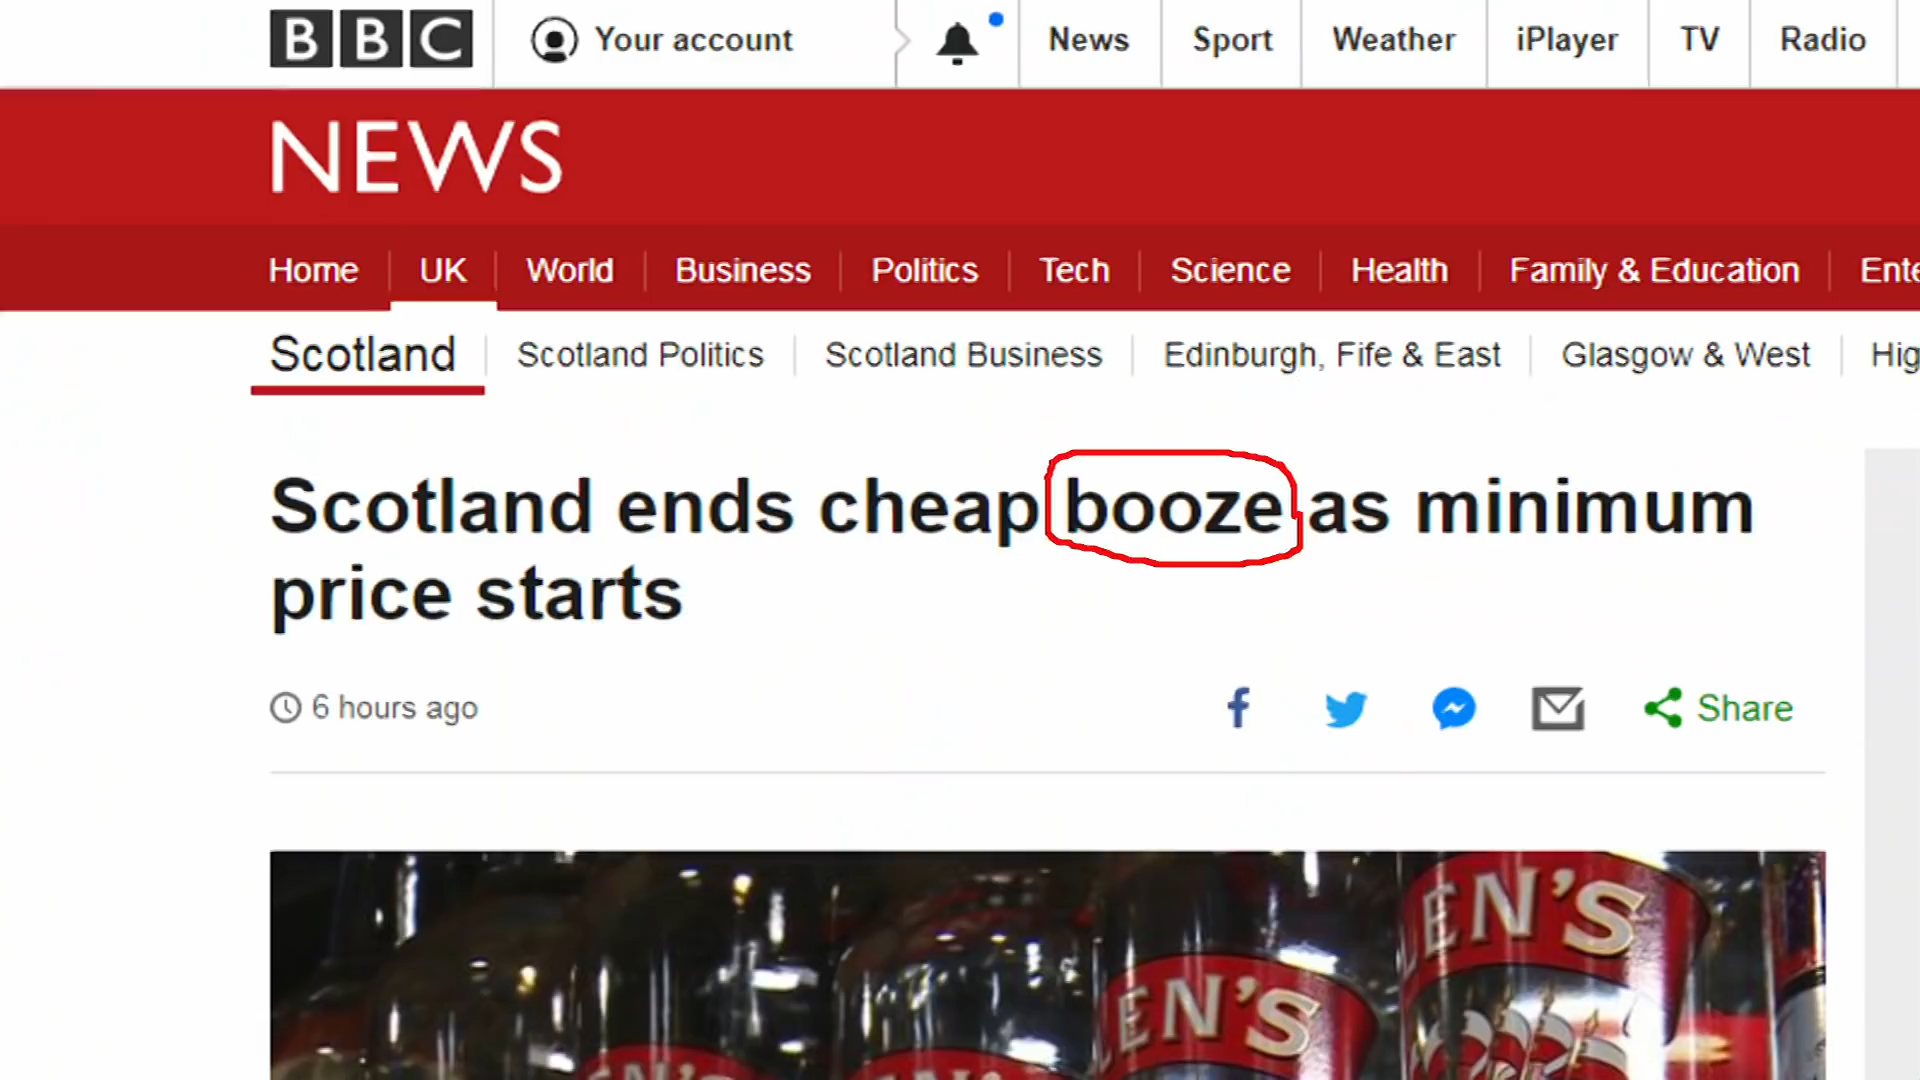 BBC Your account News Sport Weather iPlayer TV Radio
NEWS
Home UK World Business Politics Tech Science Health Family & Education
Scotland Scotland Politics Scotland Business Edinburgh, Fife & East Glasgow & West
Scotland ends cheap booze as minimum
price starts
6 hours ago Share
EN'S
LEN'S